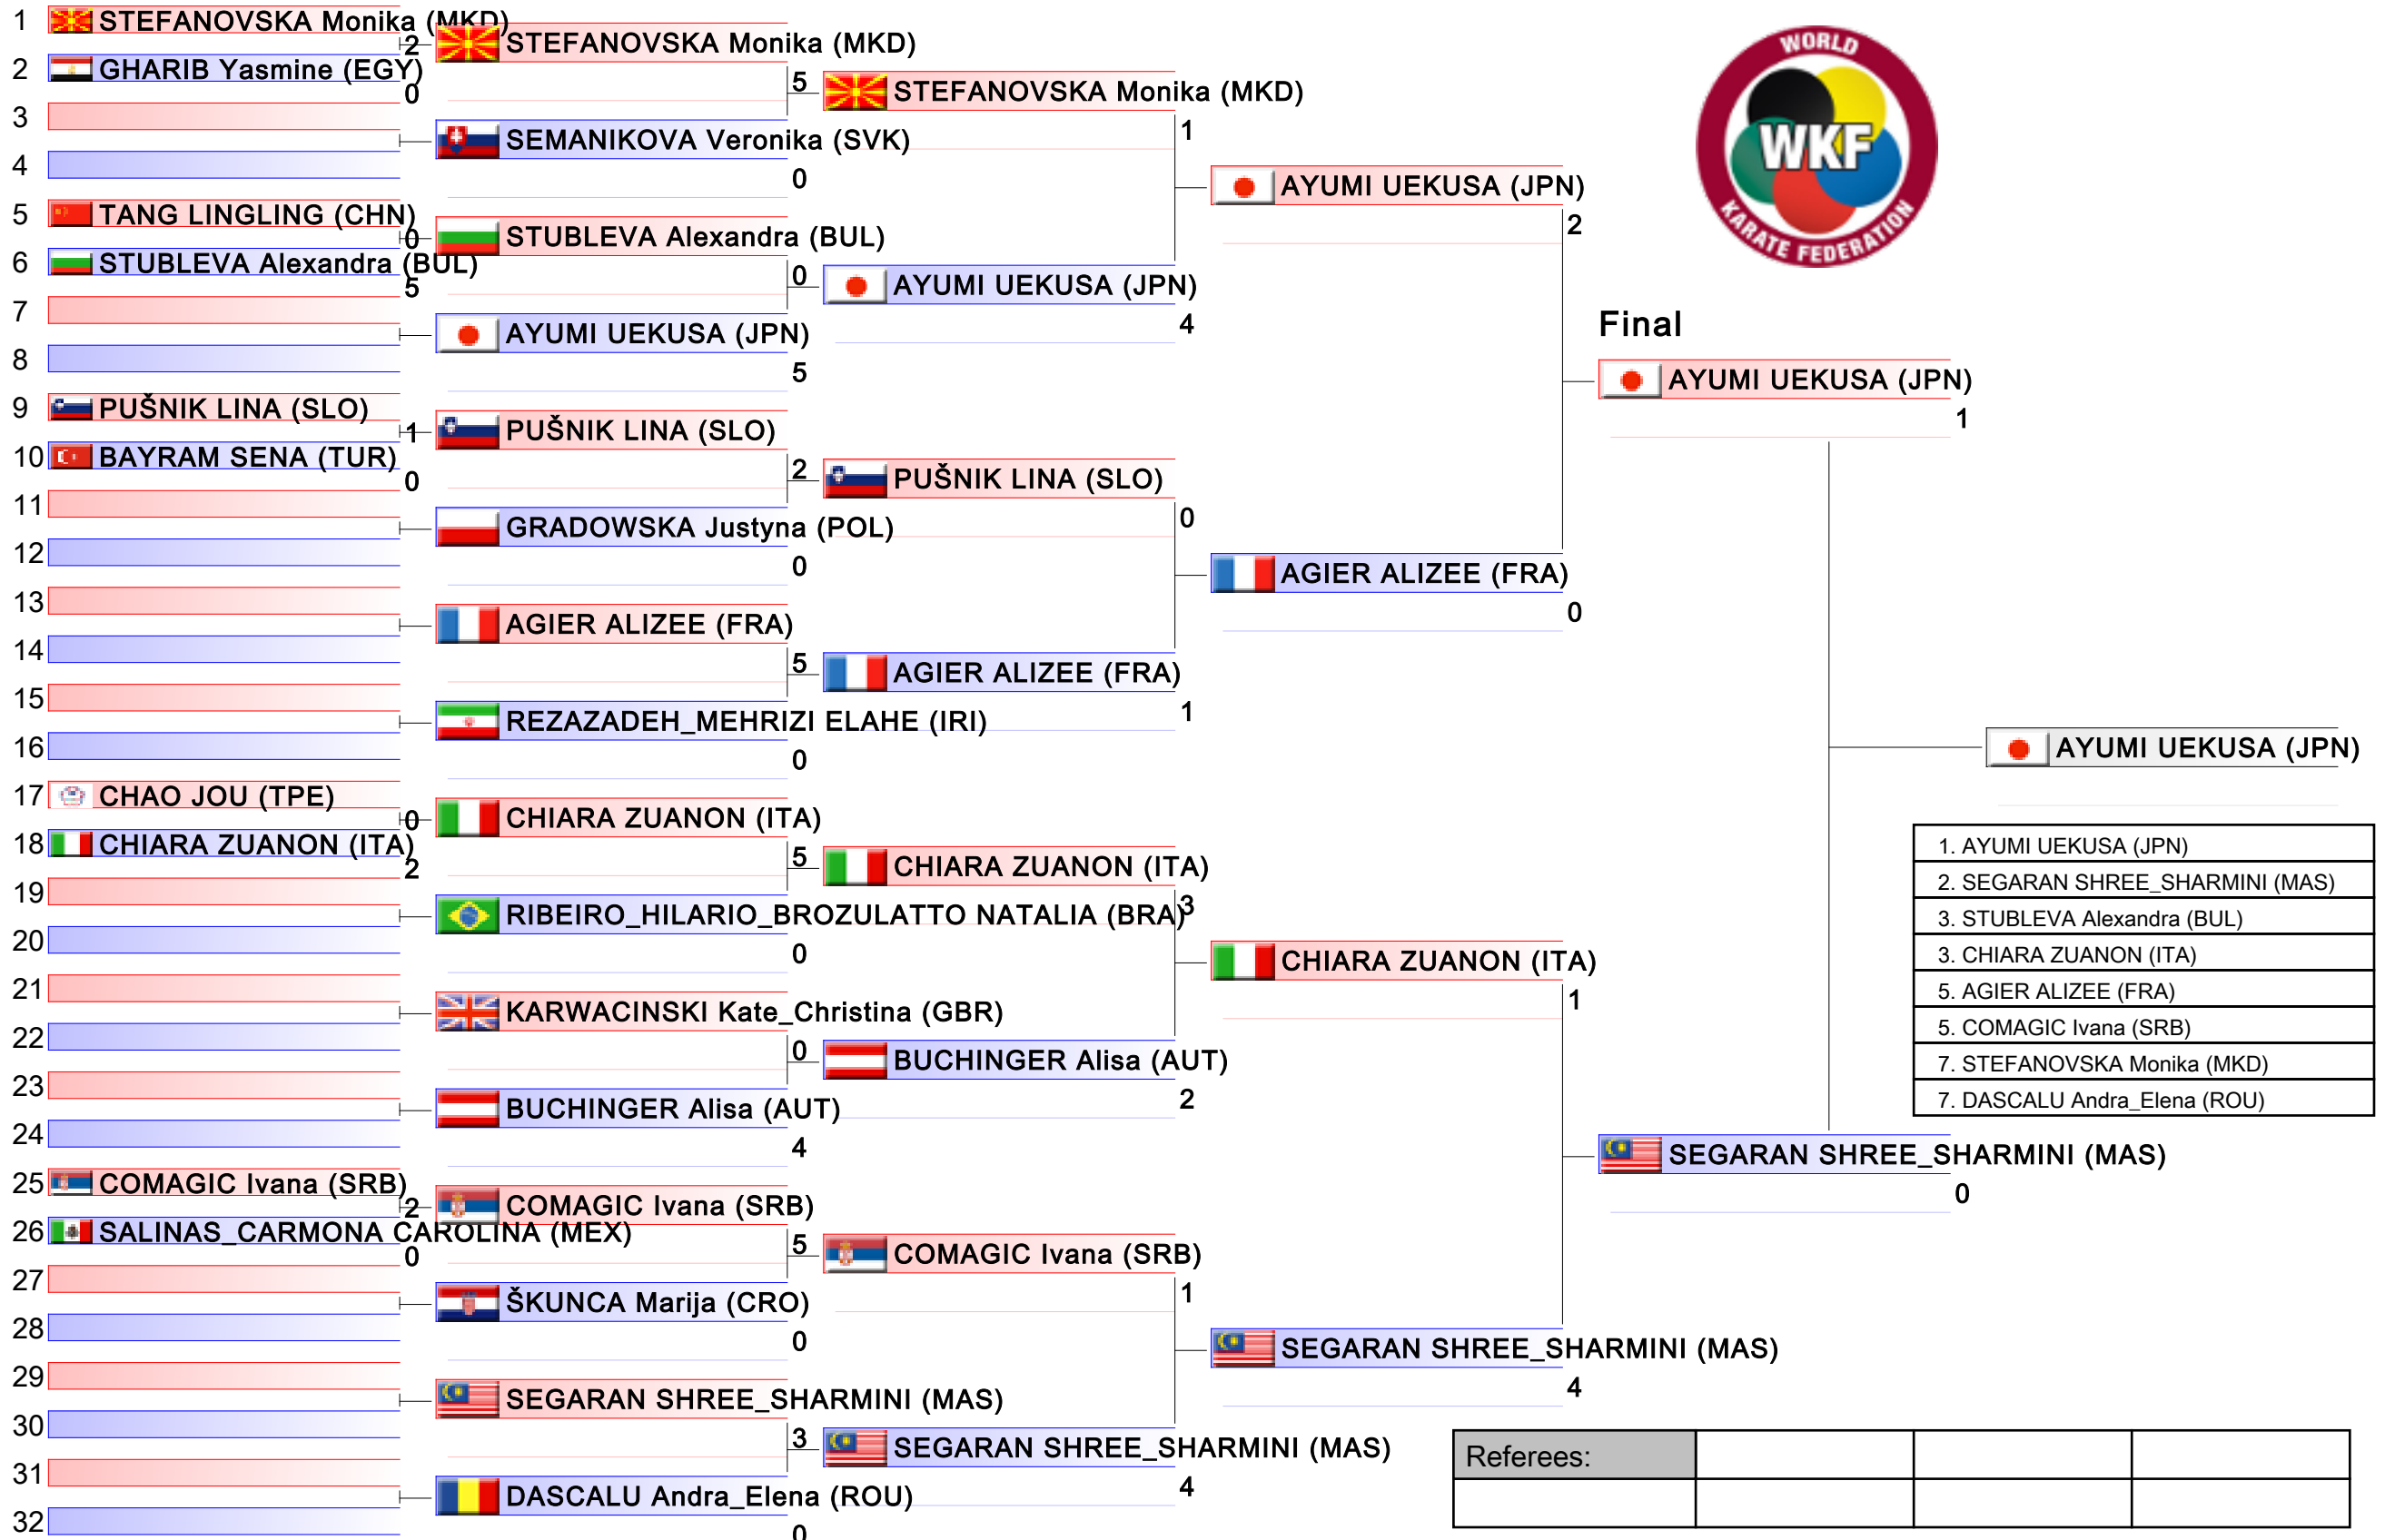 1 STEFANOVSKA Monika (MKD)
2
2 GHARIB Yasmine (EGY)
0
3
4
5 TANG LINGLING (CHN)
0
6 STUBLEVA Alexandra (BUL)
5
7
8
9 PUŠNIK LINA (SLO)
1
10 BAYRAM SENA (TUR)
0
11
12
13
14
15
16
17 CHAO JOU (TPE)
0
18 CHIARA ZUANON (ITA)
2
19
20
21
22
23
24
25 COMAGIC Ivana (SRB)
2
26 SALINAS_CARMONA CAROLINA (MEX)
0
27
28
29
30
31
32
STEFANOVSKA Monika (MKD)
5
SEMANIKOVA Veronika (SVK)
0
STUBLEVA Alexandra (BUL)
0
AYUMI UEKUSA (JPN)
5
PUŠNIK LINA (SLO)
2
GRADOWSKA Justyna (POL)
0
AGIER ALIZEE (FRA)
5
REZAZADEH_MEHRIZI ELAHE (IRI)
0
CHIARA ZUANON (ITA)
5
RIBEIRO_HILARIO_BROZULATTO NATALIA (BRA)
0
KARWACINSKI Kate_Christina (GBR)
0
BUCHINGER Alisa (AUT)
4
COMAGIC Ivana (SRB)
5
ŠKUNCA Marija (CRO)
0
SEGARAN SHREE_SHARMINI (MAS)
3
DASCALU Andra_Elena (ROU)
0
STEFANOVSKA Monika (MKD)
1
AYUMI UEKUSA (JPN)
4
PUŠNIK LINA (SLO)
0
AGIER ALIZEE (FRA)
1
CHIARA ZUANON (ITA)
3
BUCHINGER Alisa (AUT)
2
COMAGIC Ivana (SRB)
1
SEGARAN SHREE_SHARMINI (MAS)
4
AYUMI UEKUSA (JPN)
2
AGIER ALIZEE (FRA)
0
CHIARA ZUANON (ITA)
1
SEGARAN SHREE_SHARMINI (MAS)
4
WORLD
WKF
KARATE FEDERATION
Final
AYUMI UEKUSA (JPN)
1
SEGARAN SHREE_SHARMINI (MAS)
0
AYUMI UEKUSA (JPN)
1. AYUMI UEKUSA (JPN)
2. SEGARAN SHREE_SHARMINI (MAS)
3. STUBLEVA Alexandra (BUL)
3. CHIARA ZUANON (ITA)
5. AGIER ALIZEE (FRA)
5. COMAGIC Ivana (SRB)
7. STEFANOVSKA Monika (MKD)
7. DASCALU Andra_Elena (ROU)
Referees: